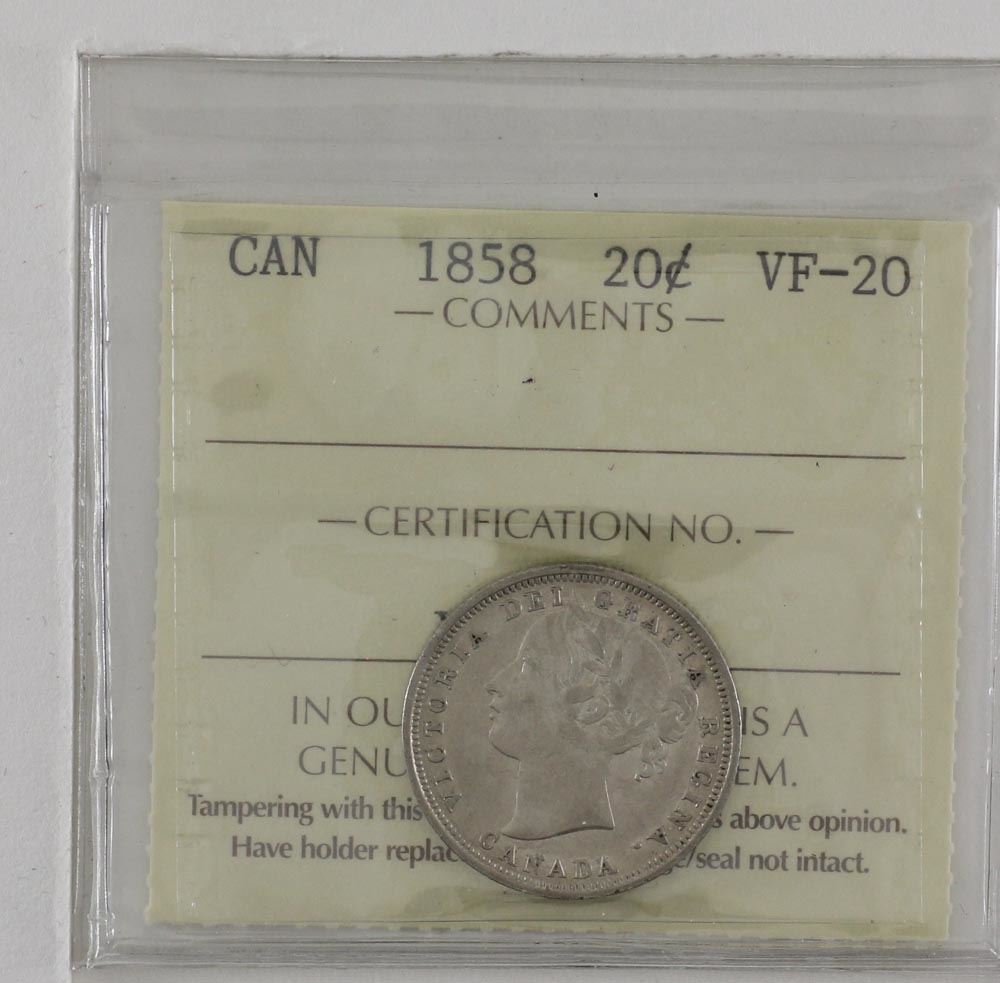 CAN 1858 20¢ VF-20
— COMMENTS —
— CERTIFICATION NO. —
IN OU IS A
GENU EM.
Tampering with this above opinion.
Have holder replac /seal not intact.
VICTORIA DEI GRATIA REGINA.
CANADA